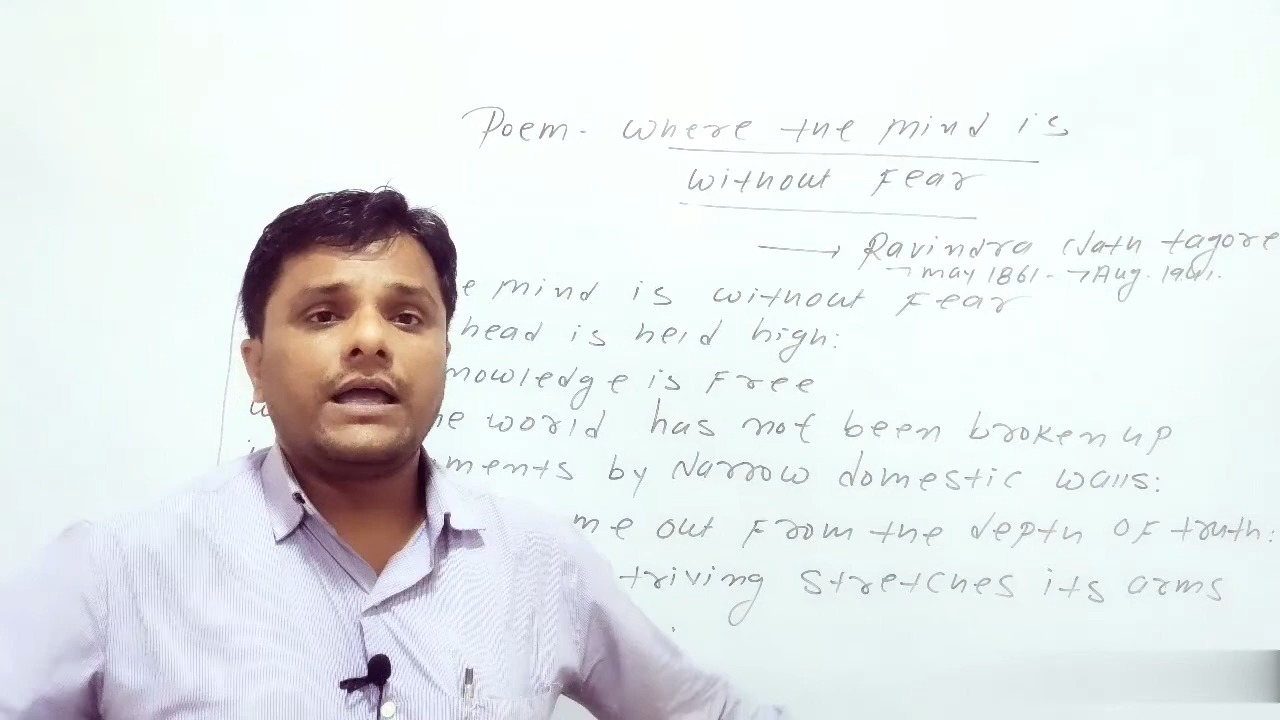 Poem - where the mind is
without Fear
→ Ravindra Nath tagore
→ may 1861 - → Aug. 1941.
mind is without Fear
head is held high:
nowledge is Free
world has not been broken up
ments by Narrow domestic walls:
me out From the depth OF truth:
triving stretches its arms